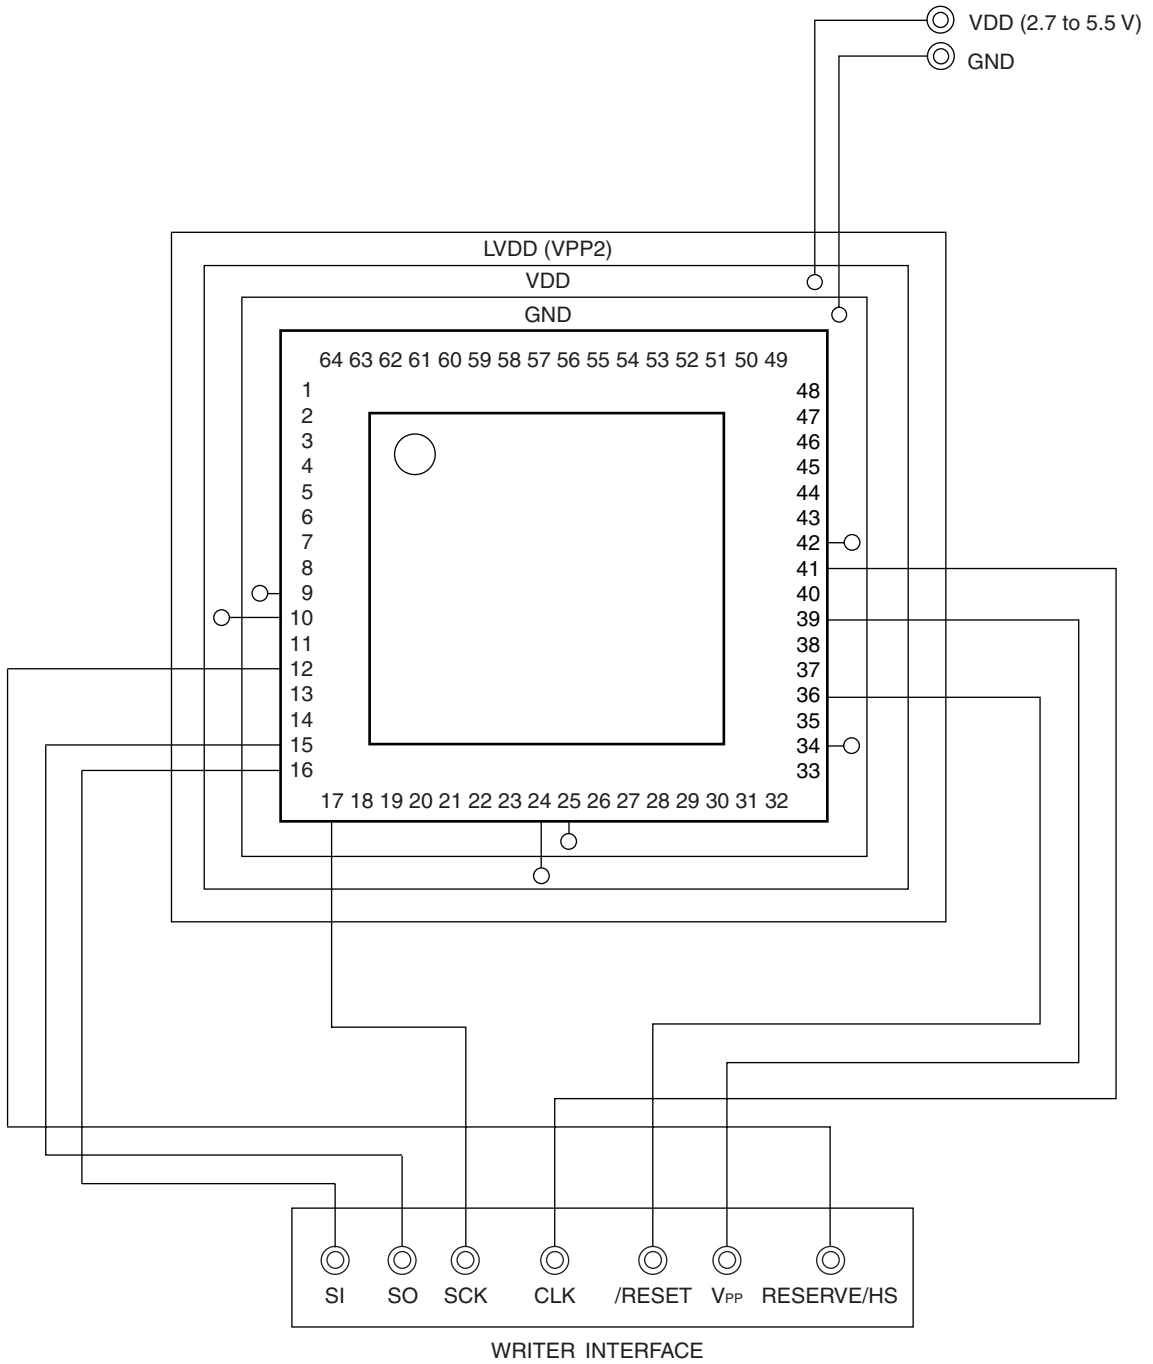 VDD (2.7 to 5.5 V)
GND
LVDD (VPP2)
VDD
GND
64 63 62 61 60 59 58 57 56 55 54 53 52 51 50 49
1 48
2 47
3 46
4 45
5 44
6 43
7 42
8 41
9 40
10 39
11 38
12 37
13 36
14 35
15 34
16 33
17 18 19 20 21 22 23 24 25 26 27 28 29 30 31 32
SI SO SCK CLK /RESET VPP RESERVE/HS
WRITER INTERFACE